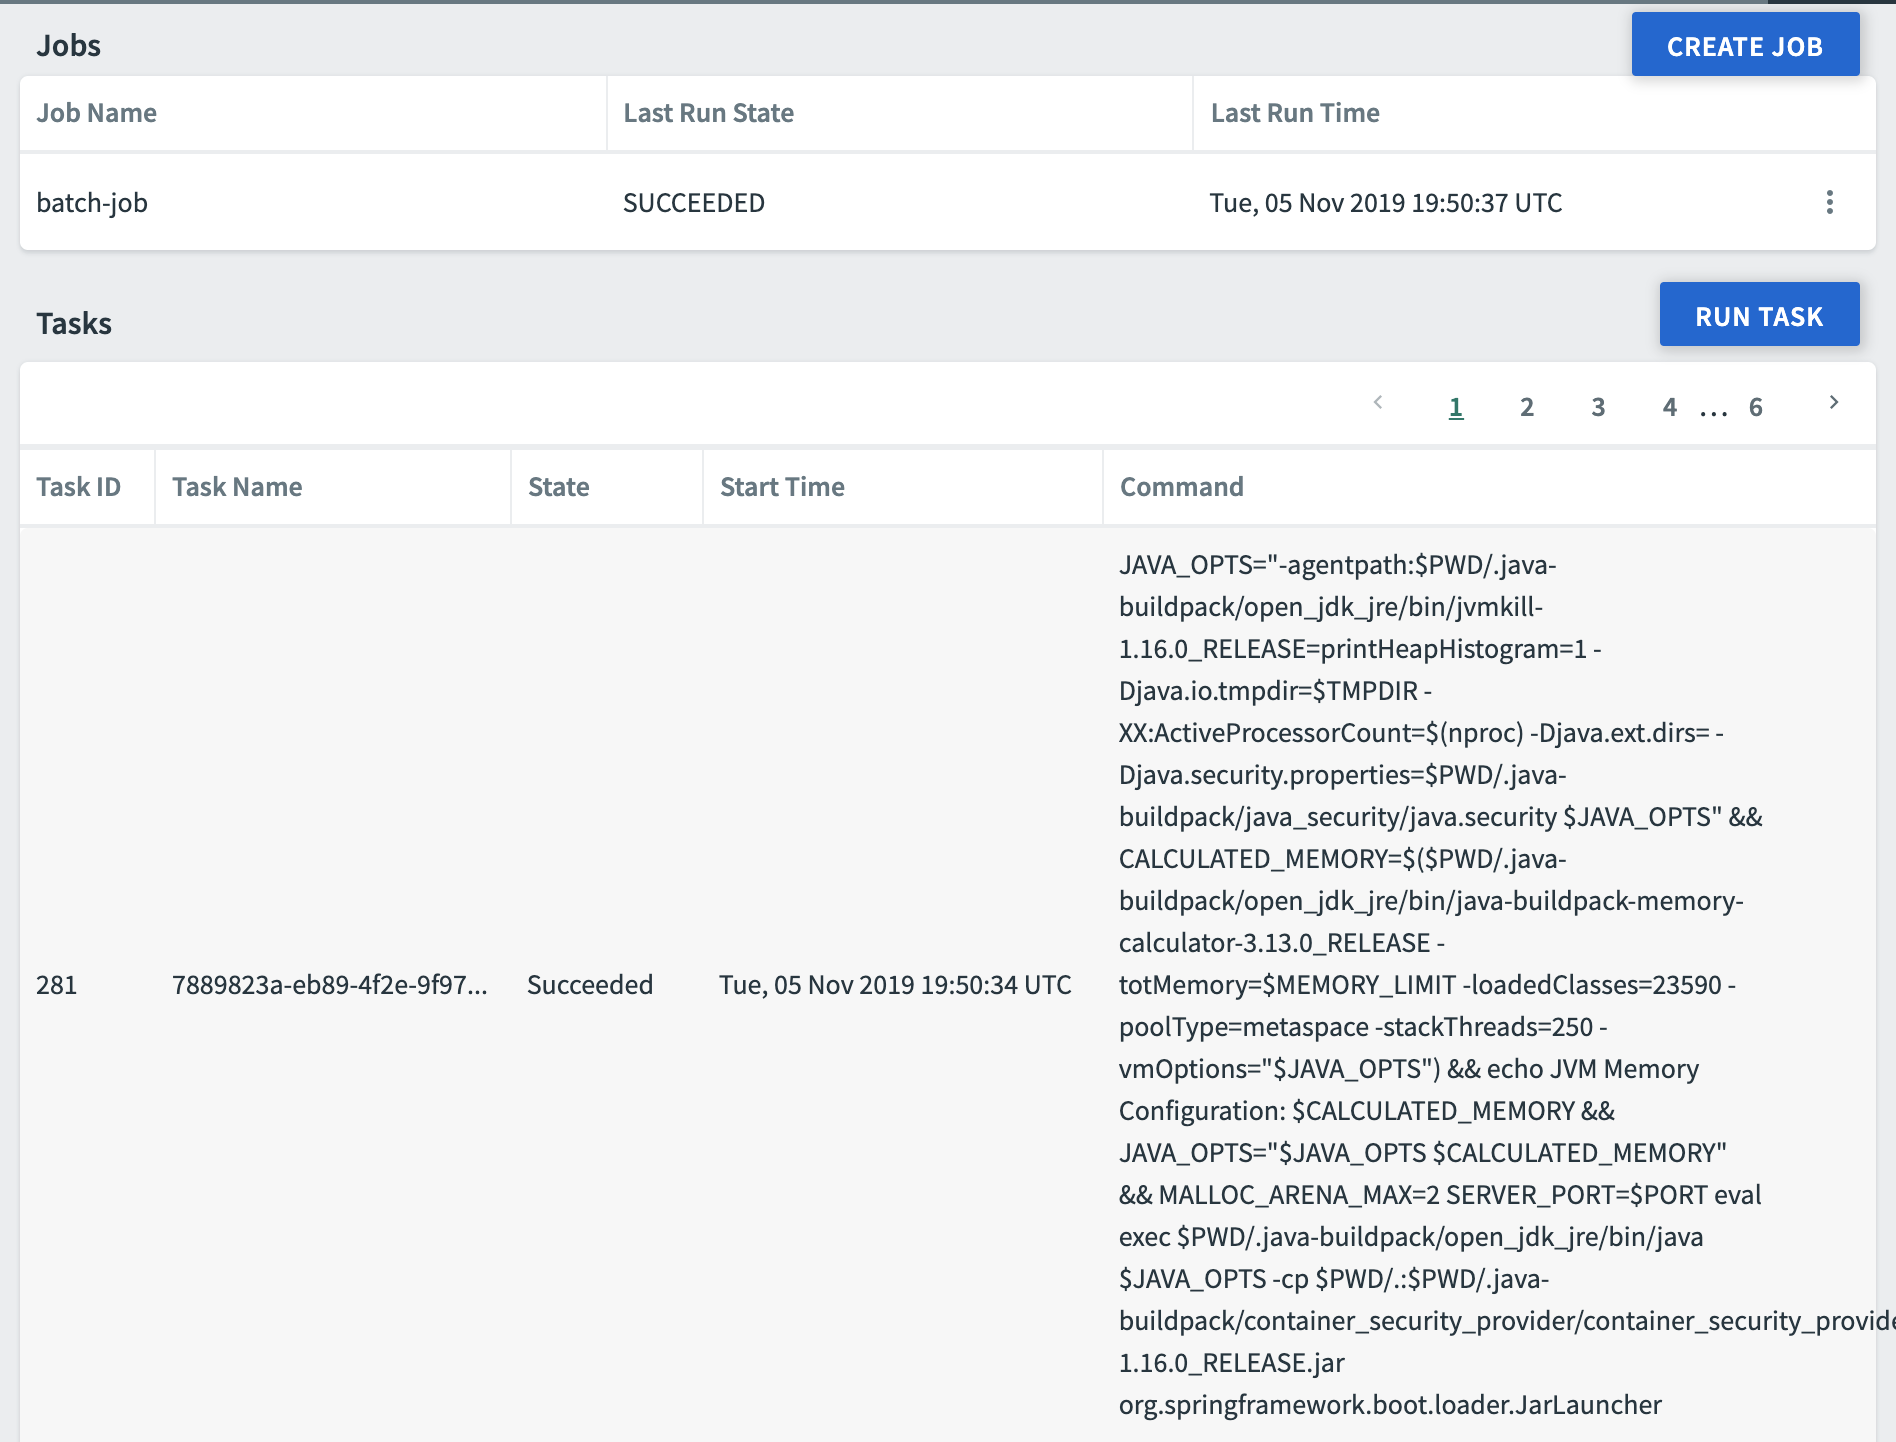 Jobs
CREATE JOB
Job Name Last Run State Last Run Time
batch-job SUCCEEDED Tue, 05 Nov 2019 19:50:37 UTC
Tasks
RUN TASK
1 2 3 4 ... 6
Task ID Task Name State Start Time Command
281 7889823a-eb89-4f2e-9f97... Succeeded Tue, 05 Nov 2019 19:50:34 UTC
JAVA_OPTS="-agentpath:$PWD/.java-
buildpack/open_jdk_jre/bin/jvmkill-
1.16.0_RELEASE=printHeapHistogram=1 -
Djava.io.tmpdir=$TMPDIR -
XX:ActiveProcessorCount=$(nproc) -Djava.ext.dirs= -
Djava.security.properties=$PWD/.java-
buildpack/java_security/java.security $JAVA_OPTS" &&
CALCULATED_MEMORY=$($PWD/.java-
buildpack/open_jdk_jre/bin/java-buildpack-memory-
calculator-3.13.0_RELEASE -
totMemory=$MEMORY_LIMIT -loadedClasses=23590 -
poolType=metaspace -stackThreads=250 -
vmOptions="$JAVA_OPTS") && echo JVM Memory
Configuration: $CALCULATED_MEMORY &&
JAVA_OPTS="$JAVA_OPTS $CALCULATED_MEMORY"
&& MALLOC_ARENA_MAX=2 SERVER_PORT=$PORT eval
exec $PWD/.java-buildpack/open_jdk_jre/bin/java
$JAVA_OPTS -cp $PWD/.:$PWD/.java-
buildpack/container_security_provider/container_security_provide
1.16.0_RELEASE.jar
org.springframework.boot.loader.JarLauncher